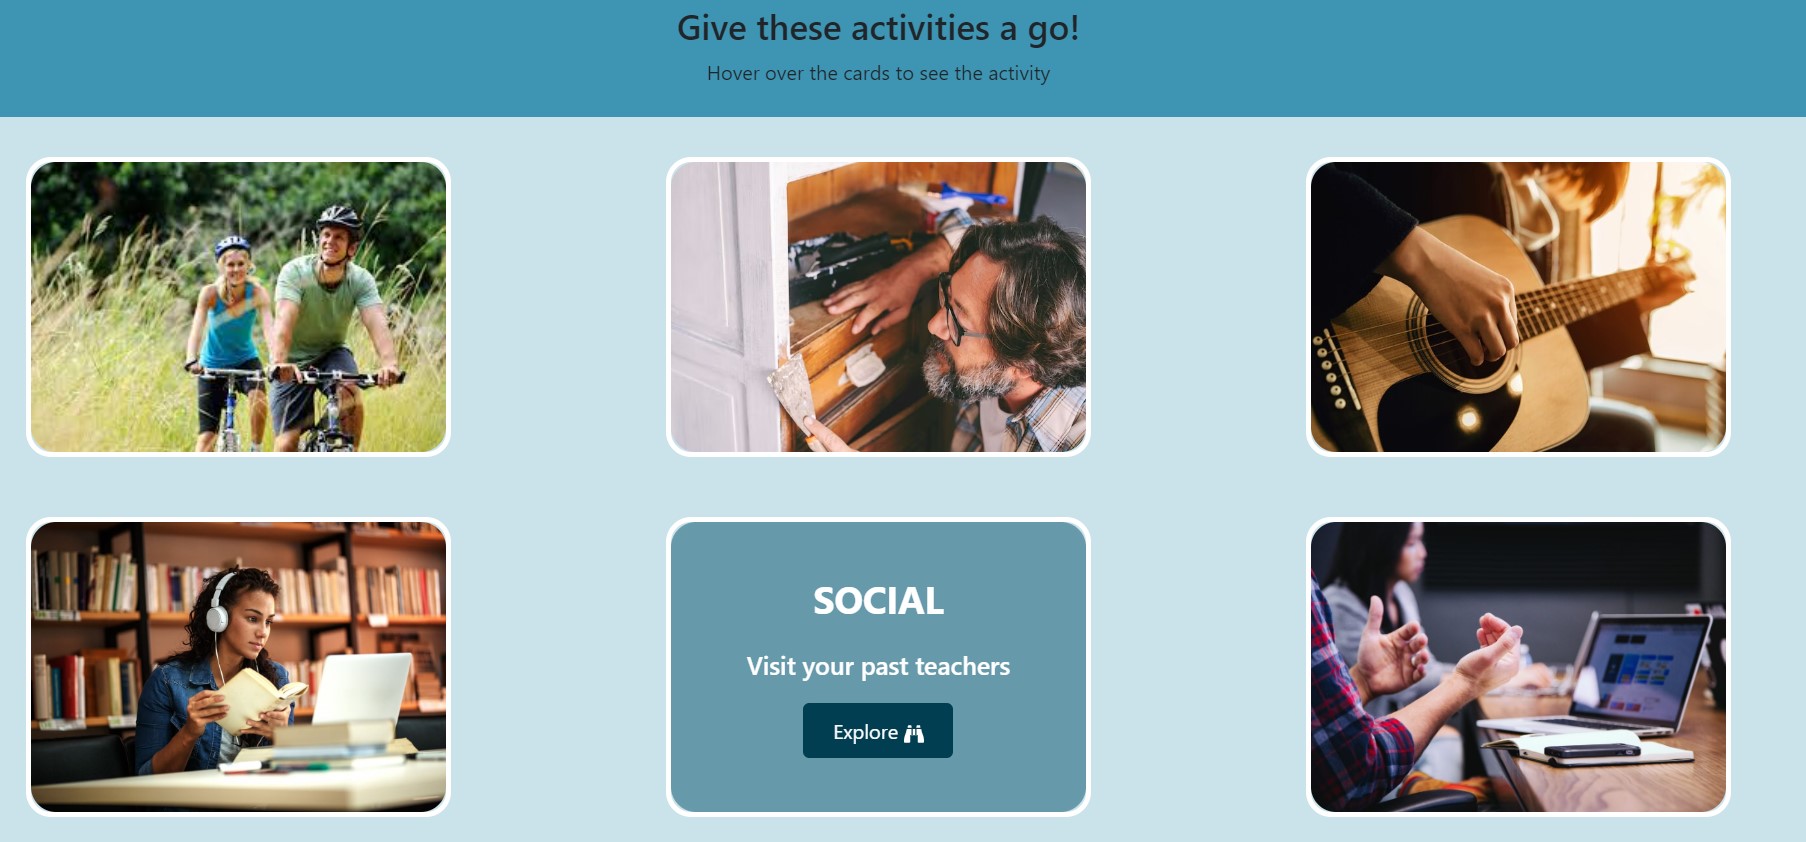 Give these activities a go!
Hover over the cards to see the activity
SOCIAL
Visit your past teachers
Explore